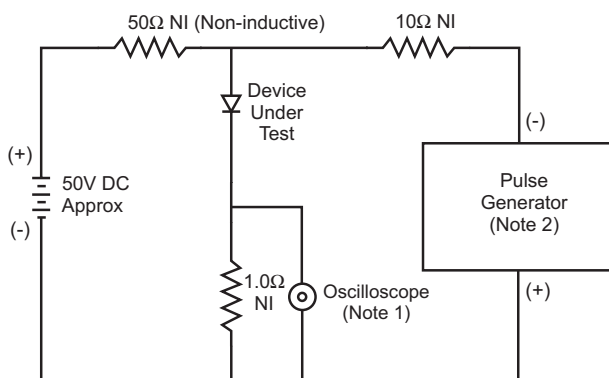 50Ω NI (Non-inductive)
10Ω NI
Device
Under
Test
(+)
50V DC
Approx
(-)
(-)
Pulse
Generator
(Note 2)
(+)
1.0Ω
NI
Oscilloscope
(Note 1)